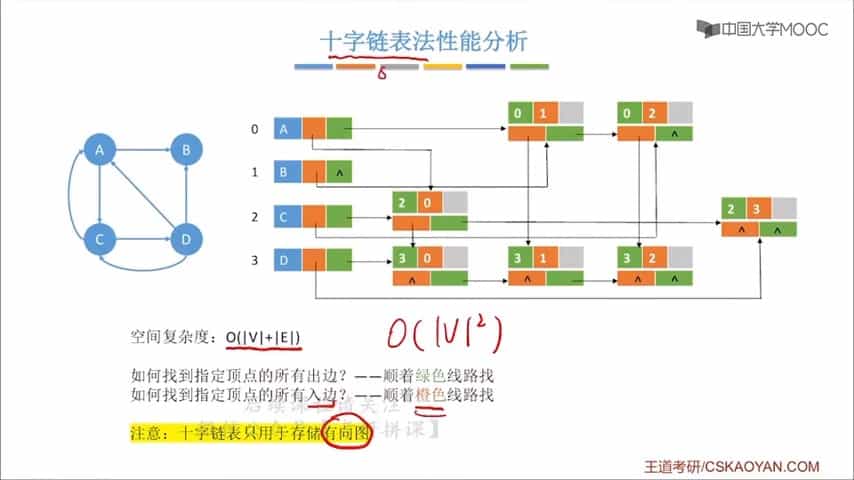 中国大学MOOC
十字链表法性能分析
6
A B
C D
0 A 0 1 0 2 ^
1 B ^
2 C 2 0 2 3 ^ ^
3 D 3 0 ^ 3 1 ^ 3 2 ^ ^
空间复杂度：O(|V|+|E|) O(|V|²)
如何找到指定顶点的所有出边？——顺着绿色线路找
如何找到指定顶点的所有入边？——顺着橙色线路找
注意：十字链表只用于存储有向图
王道考研/CSKAOYAN.COM